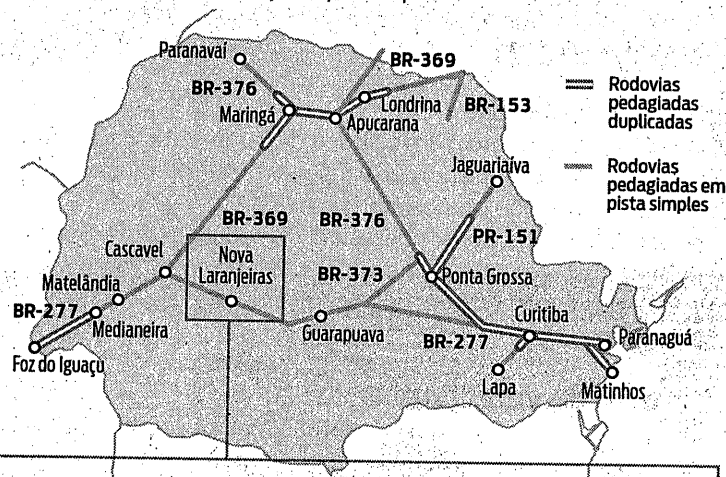 Paranavaí
BR-369
BR-376
Londrina
BR-153
Maringá
Apucarana
Rodovias
pedagiadas
duplicadas
Jaguariaíva
Rodovias
pedagiadas em
pista simples
BR-369
BR-376
PR-151
Cascavel
Nova
Laranjeiras
BR-373
Ponta Grossa
Matelândia
BR-277
Medianeira
Guarapuava
BR-277
Curitiba
Paranaguá
Foz do Iguaçu
Lapa
Matinhos